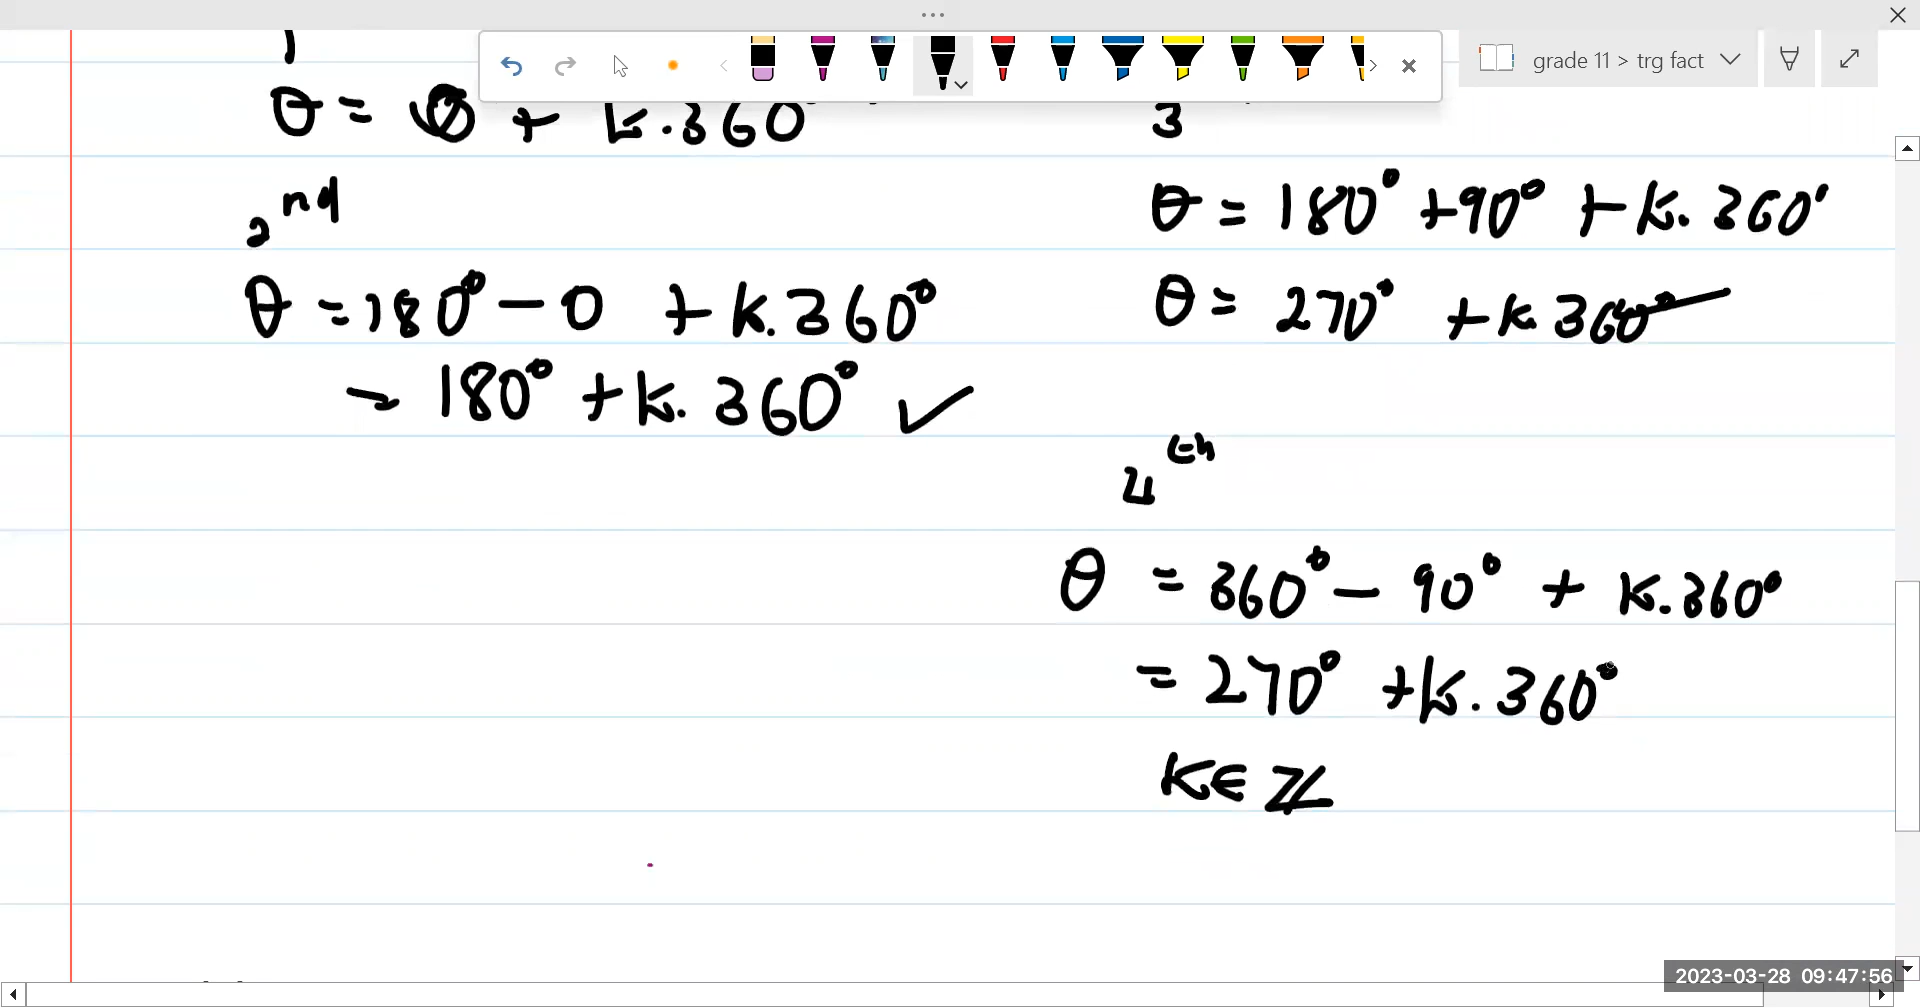 grade 11 > trg fact
1
θ = 0 + k.360°
2nd
θ = 180° - 0 + k.360°
= 180° + k.360° ✓
3
θ = 180° + 90° + k.360°
θ = 270° + k.360°
4th
θ = 360° - 90° + k.360°
= 270° + k.360°
k ∈ ℤ
2023-03-28 09:47:56